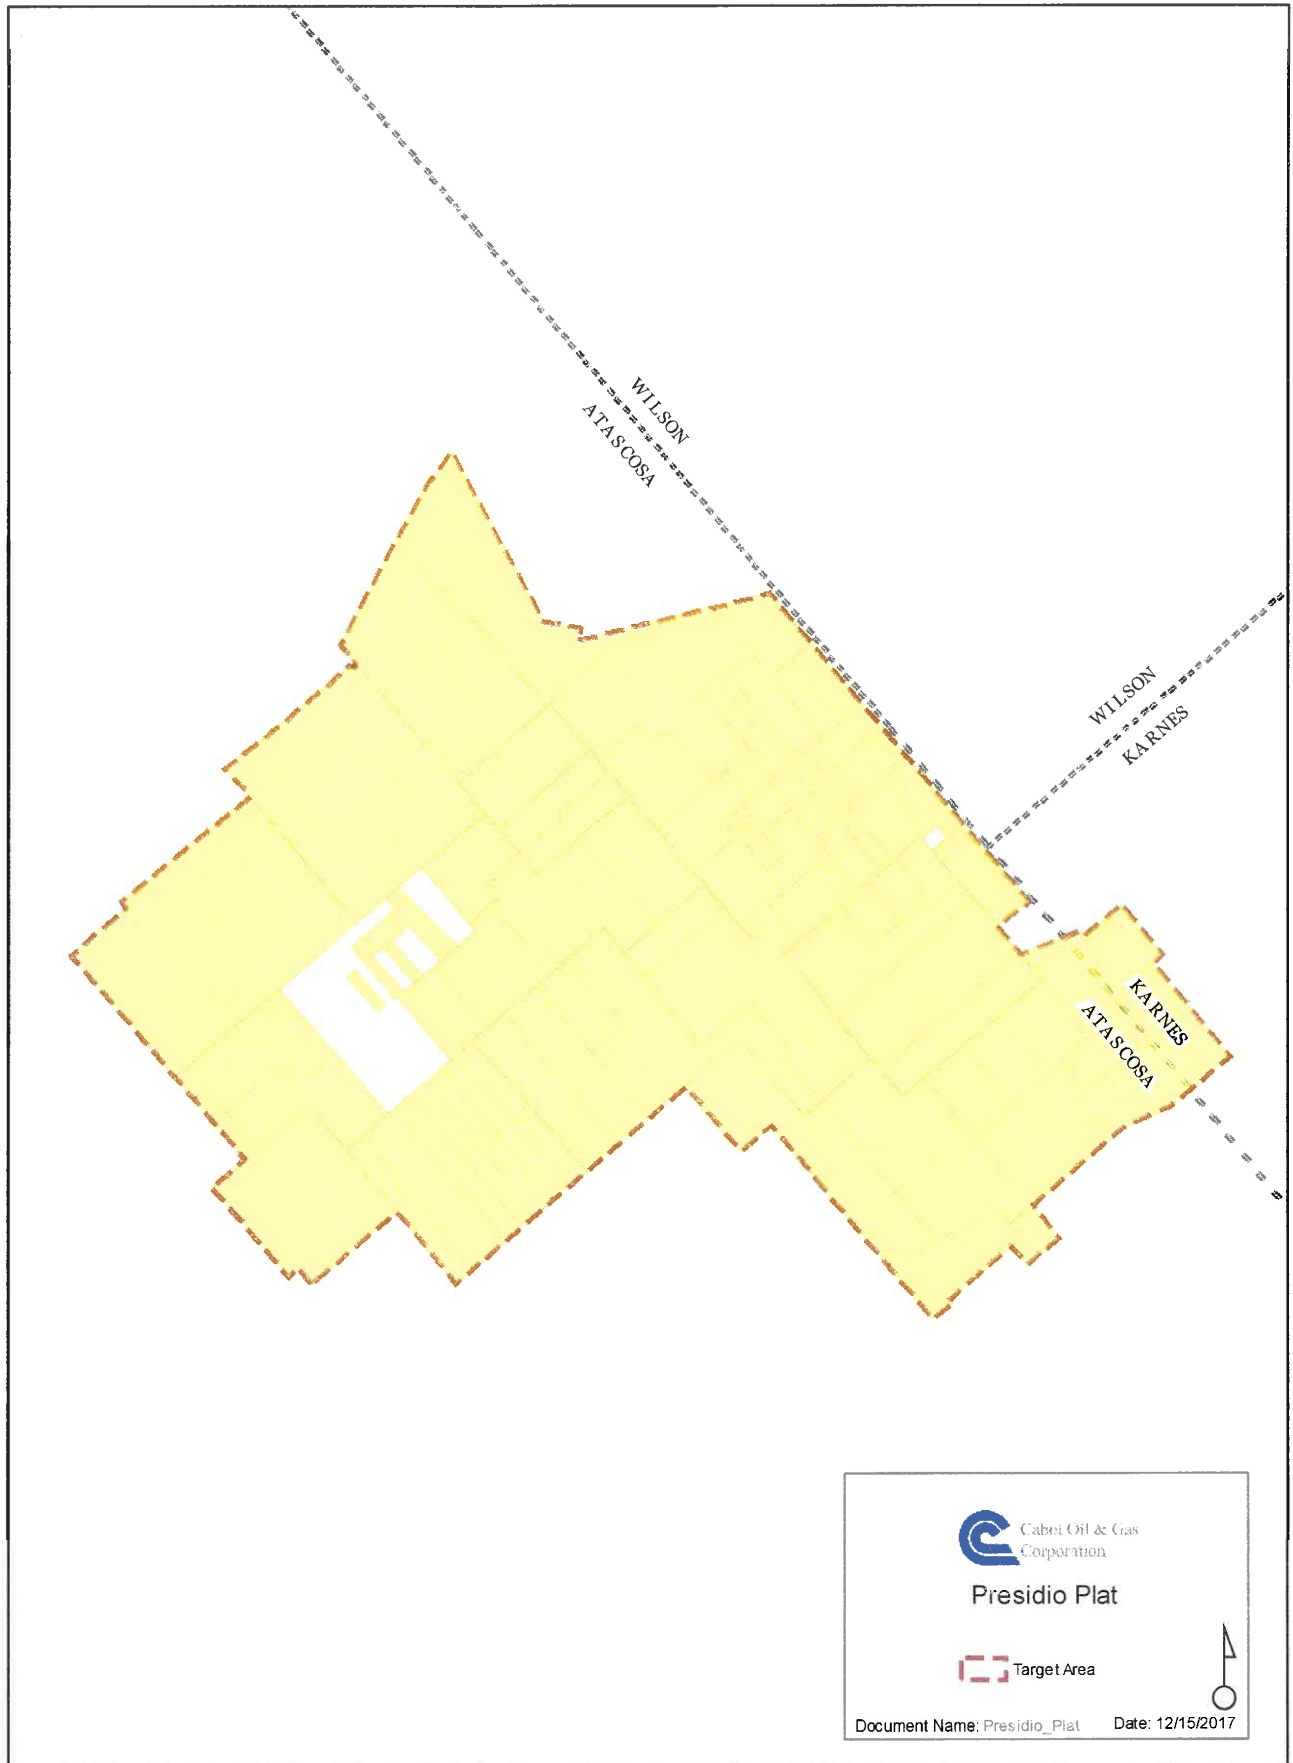 WILSON
ATASCOSA
WILSON
KARNES
KARNES
ATASCOSA
Cabot Oil & Gas
Corporation
Presidio Plat
Target Area
Document Name: Presidio_Plat Date: 12/15/2017